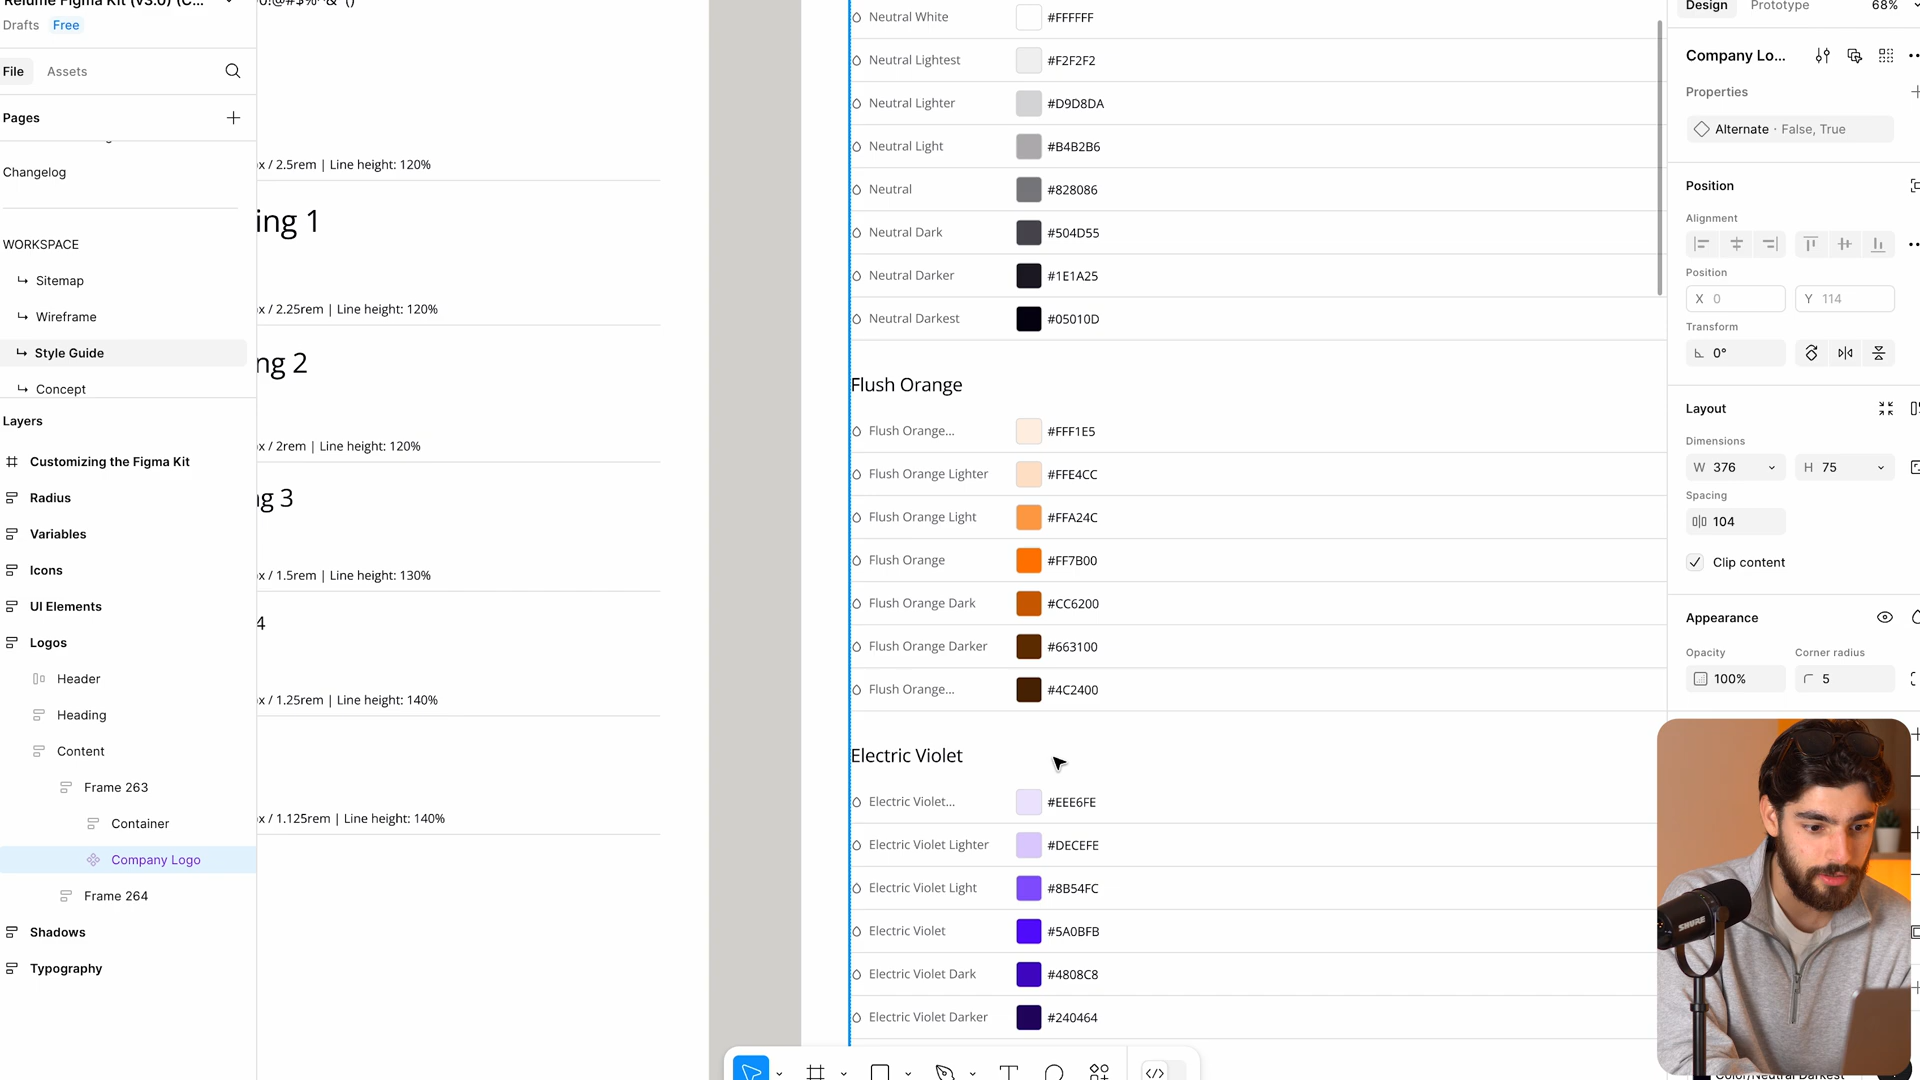 Relume Figma Kit (v3.0) (C...
Drafts Free
File Assets
Pages
Changelog
WORKSPACE
Sitemap
Wireframe
Style Guide
Concept
Layers
Customizing the Figma Kit
Radius
Variables
Icons
UI Elements
Logos
Header
Heading
Content
Frame 263
Container
Company Logo
Frame 264
Shadows
Typography
x / 2.5rem | Line height: 120%
ing 1
x / 2.25rem | Line height: 120%
ng 2
x / 2rem | Line height: 120%
g 3
x / 1.5rem | Line height: 130%
4
x / 1.25rem | Line height: 140%
x / 1.125rem | Line height: 140%
Neutral White #FFFFFF
Neutral Lightest #F2F2F2
Neutral Lighter #D9D8DA
Neutral Light #B4B2B6
Neutral #828086
Neutral Dark #504D55
Neutral Darker #1E1A25
Neutral Darkest #05010D
Flush Orange
Flush Orange... #FFF1E5
Flush Orange Lighter #FFE4CC
Flush Orange Light #FFA24C
Flush Orange #FF7B00
Flush Orange Dark #CC6200
Flush Orange Darker #663100
Flush Orange... #4C2400
Electric Violet
Electric Violet... #EEE6FE
Electric Violet Lighter #DECEFE
Electric Violet Light #8B54FC
Electric Violet #5A0BFB
Electric Violet Dark #4808C8
Electric Violet Darker #240464
Design Prototype 68%
Company Lo...
Properties
Alternate · False, True
Position
Alignment
Position
X 0 Y 114
Transform
0°
Layout
Dimensions
W 376 H 75
Spacing
104
Clip content
Appearance
Opacity Corner radius
100% 5
SHURE